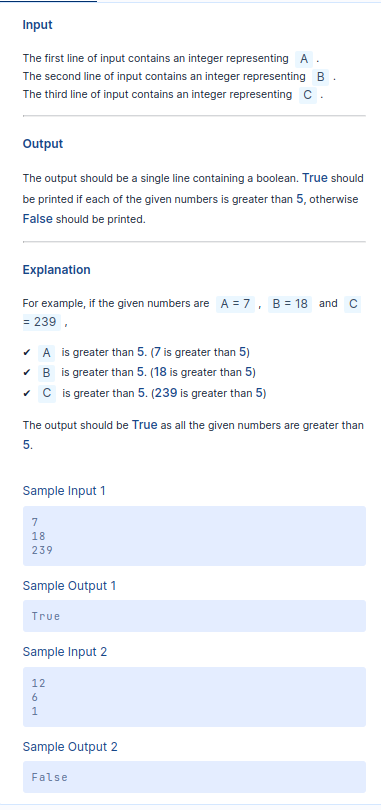 Input
The first line of input contains an integer representing A .
The second line of input contains an integer representing B .
The third line of input contains an integer representing C .
Output
The output should be a single line containing a boolean. True should
be printed if each of the given numbers is greater than 5, otherwise
False should be printed.
Explanation
For example, if the given numbers are A = 7 , B = 18 and C
= 239 ,
✔ A is greater than 5. (7 is greater than 5)
✔ B is greater than 5. (18 is greater than 5)
✔ C is greater than 5. (239 is greater than 5)
The output should be True as all the given numbers are greater than
5.
Sample Input 1
7
18
239
Sample Output 1
True
Sample Input 2
12
6
1
Sample Output 2
False